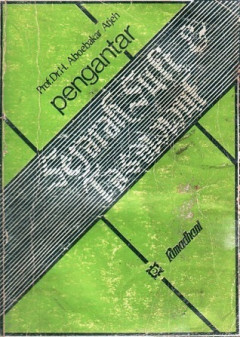 Prof.Dr.H. Aboebakar Atjeh
pengantar
Sejarah Sufi &
Tasawwuf
Ramadhani